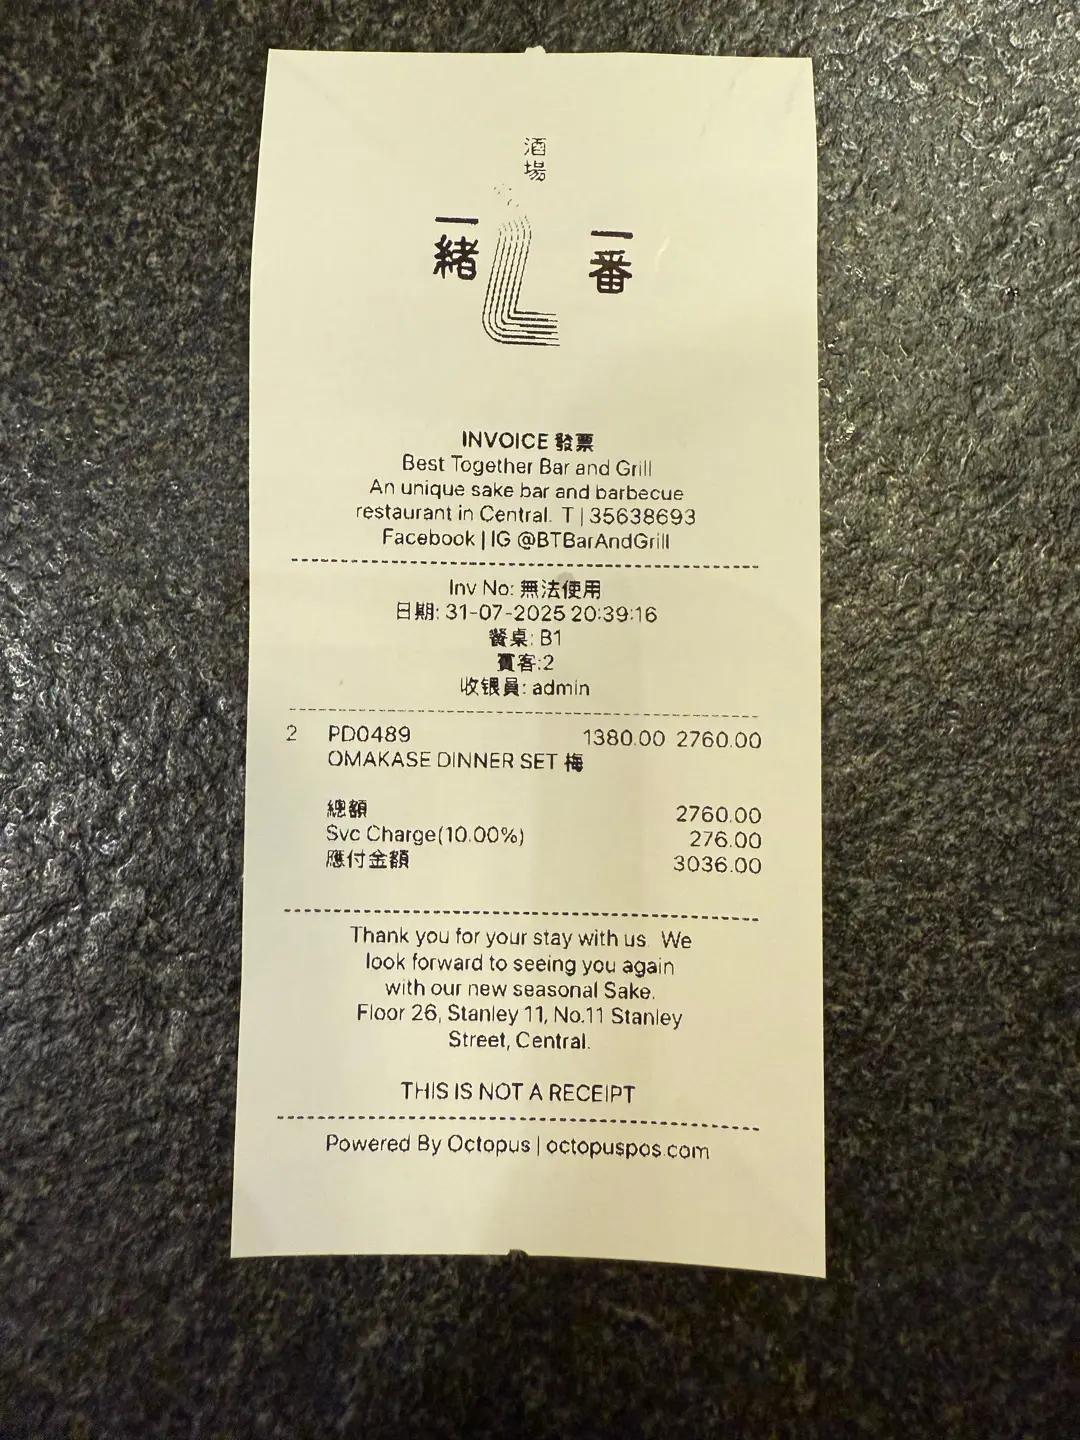 酒場
一緒
一番
INVOICE 發票
Best Together Bar and Grill
An unique sake bar and barbecue
restaurant in Central. T | 35638693
Facebook | IG @BTBarAndGrill
Inv No: 無法使用
日期: 31-07-2025 20:39:16
餐桌: B1
賓客:2
收银員: admin
2 PD0489 1380.00 2760.00
OMAKASE DINNER SET 梅
總額 2760.00
Svc Charge(10.00%) 276.00
應付金額 3036.00
Thank you for your stay with us. We
look forward to seeing you again
with our new seasonal Sake.
Floor 26, Stanley 11, No.11 Stanley
Street, Central.
THIS IS NOT A RECEIPT
Powered By Octopus | octopuspos.com